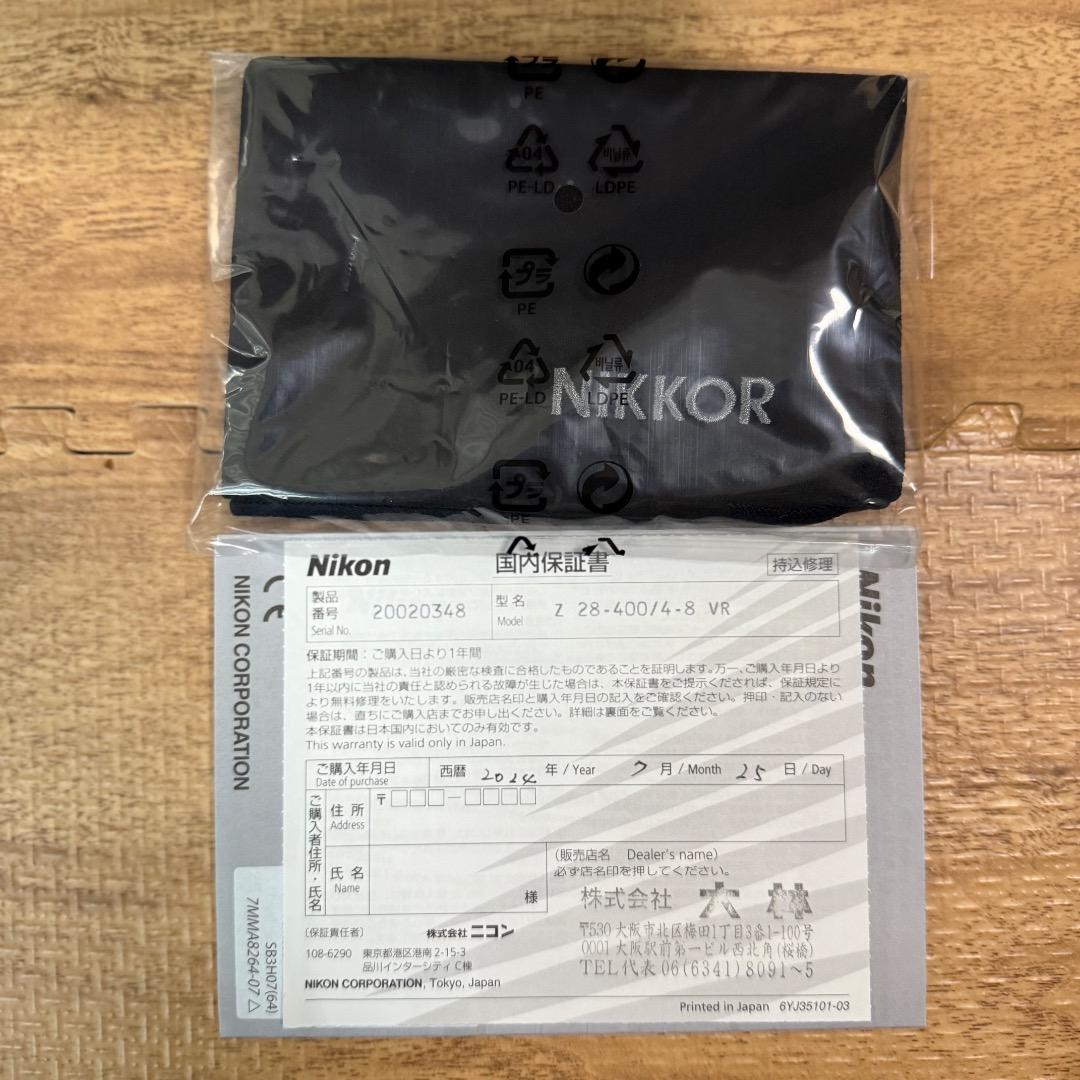 プラ
PE
04
PE-LD
비닐류
LDPE
プラ
PE
04
PE-LD
비닐류
LDPE
NIKKOR
プラ
PE
Nikon
国内保証書
持込修理
製品番号
Serial No.
20020348
型名
Model
Z 28-400/4-8 VR
保証期間：ご購入日より1年間
上記番号の製品は、当社の厳密な検査に合格したものであることを証明します。万一、ご購入年月日より
1年以内に当社の責任と認められる故障が生じた場合は、本保証書をご提示くだされば、保証規定に
より無料修理をいたします。販売店名印と購入年月日の記入をご確認ください。押印・記入のない
場合は、直ちにご購入店までお申し出ください。詳細は裏面をご覧ください。
本保証書は日本国内においてのみ有効です。
This warranty is valid only in Japan.
ご購入年月日
Date of purchase
西暦 2024 年 / Year 7 月 / Month 25 日 / Day
ご購入者住所・氏名
住所
Address
〒
氏名
Name
様
(販売店名 Dealer's name)
必ず店名印を押してください。
株式会社 大林
〒530 大阪市北区梅田1丁目3番1-100号
0001 大阪駅前第一ビル西北角(桜橋)
TEL代表06(6341)8091~5
(保証責任者) 株式会社 ニコン
108-6290 東京都港区港南2-15-3
品川インターシティC棟
NIKON CORPORATION, Tokyo, Japan
Printed in Japan 6YJ35101-03
CE
NIKON CORPORATION
SB3H07(64)
7MMA8264-07 △
Nikon